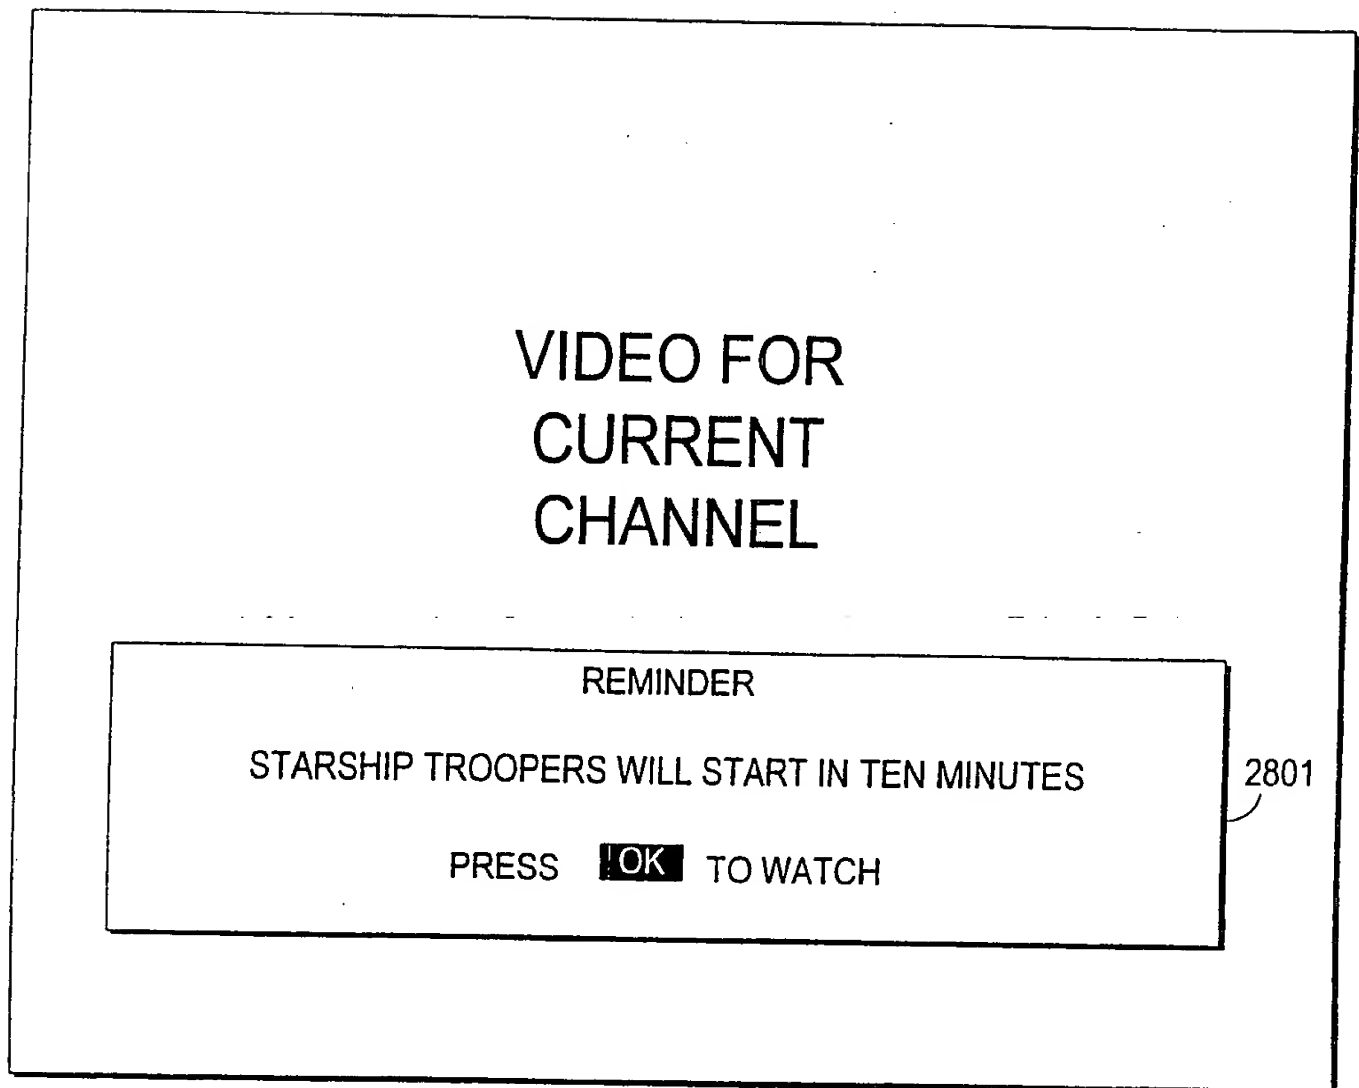 VIDEO FOR
CURRENT
CHANNEL
REMINDER
STARSHIP TROOPERS WILL START IN TEN MINUTES
2801
PRESS OK TO WATCH